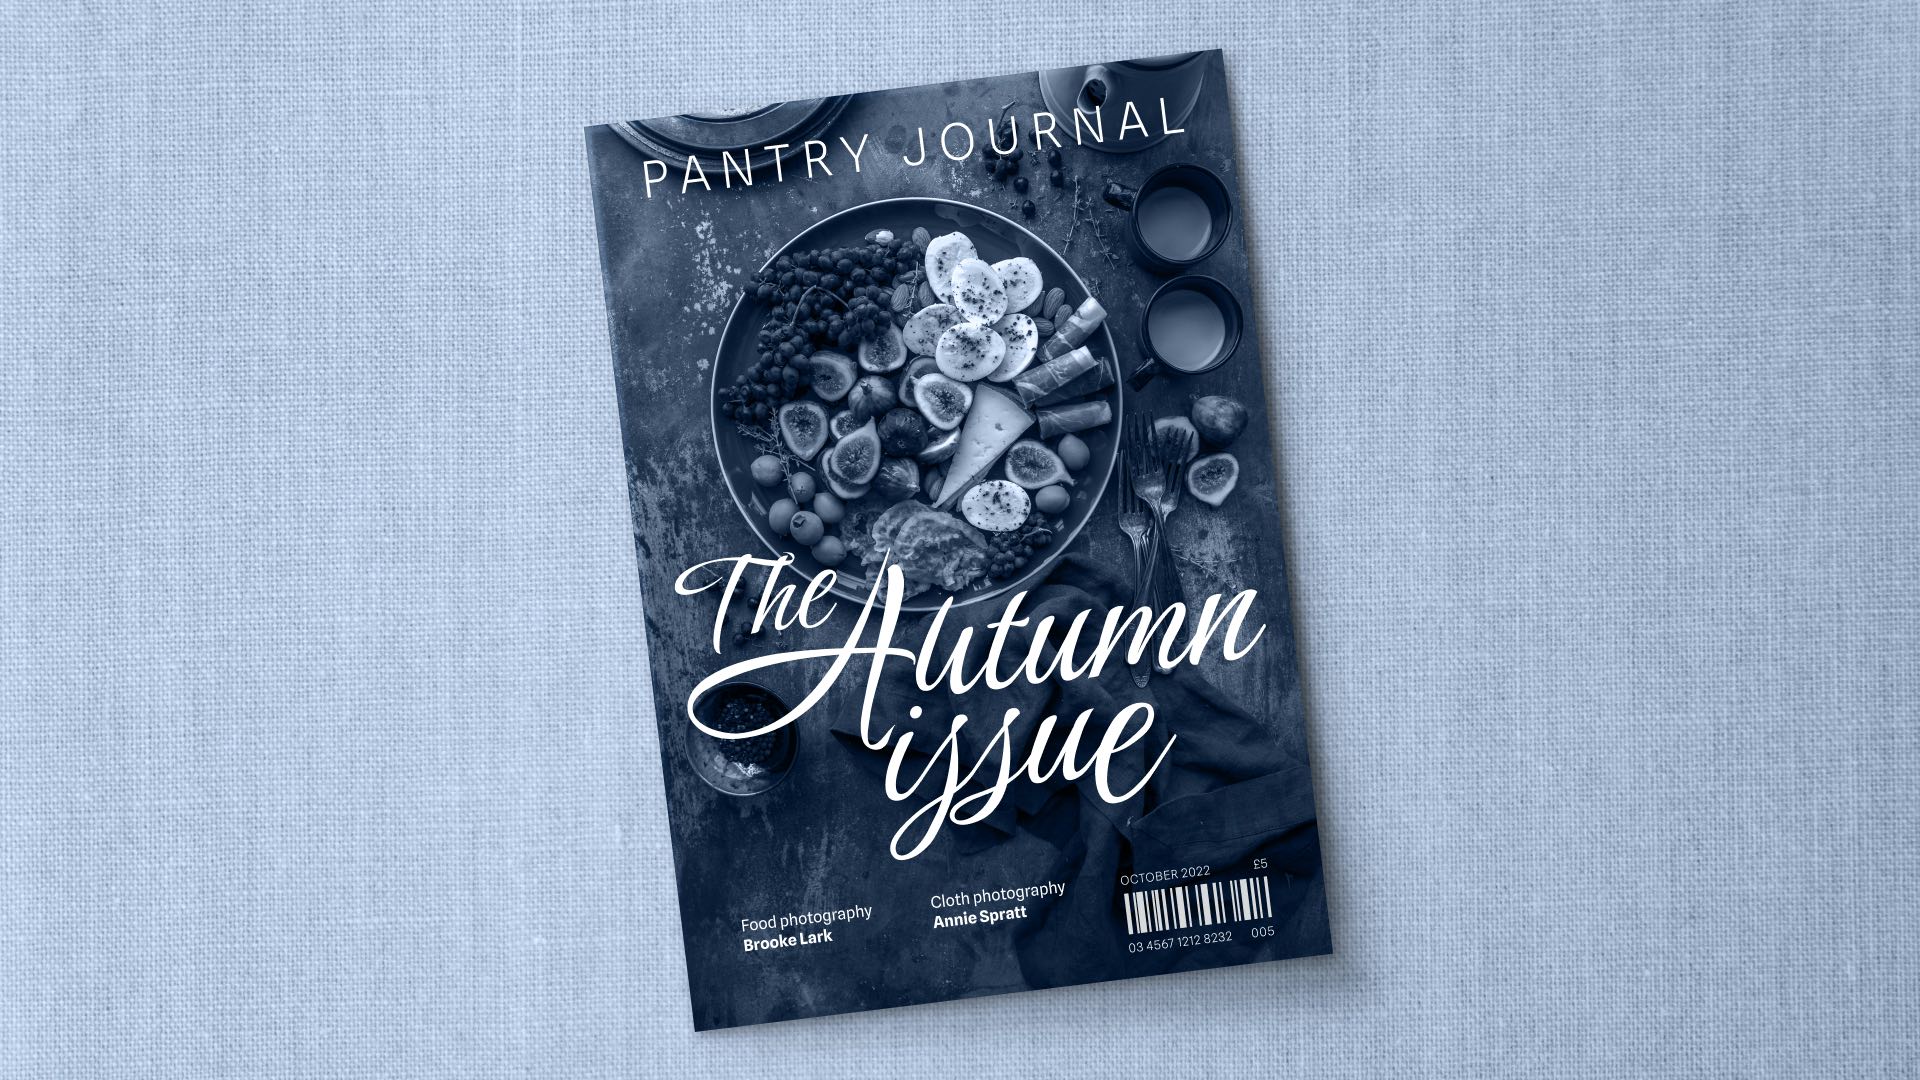 PANTRY JOURNAL
The Autumn
issue
Food photography
Brooke Lark
Cloth photography
Annie Spratt
OCTOBER 2022 £5
03 4567 1212 8232 005